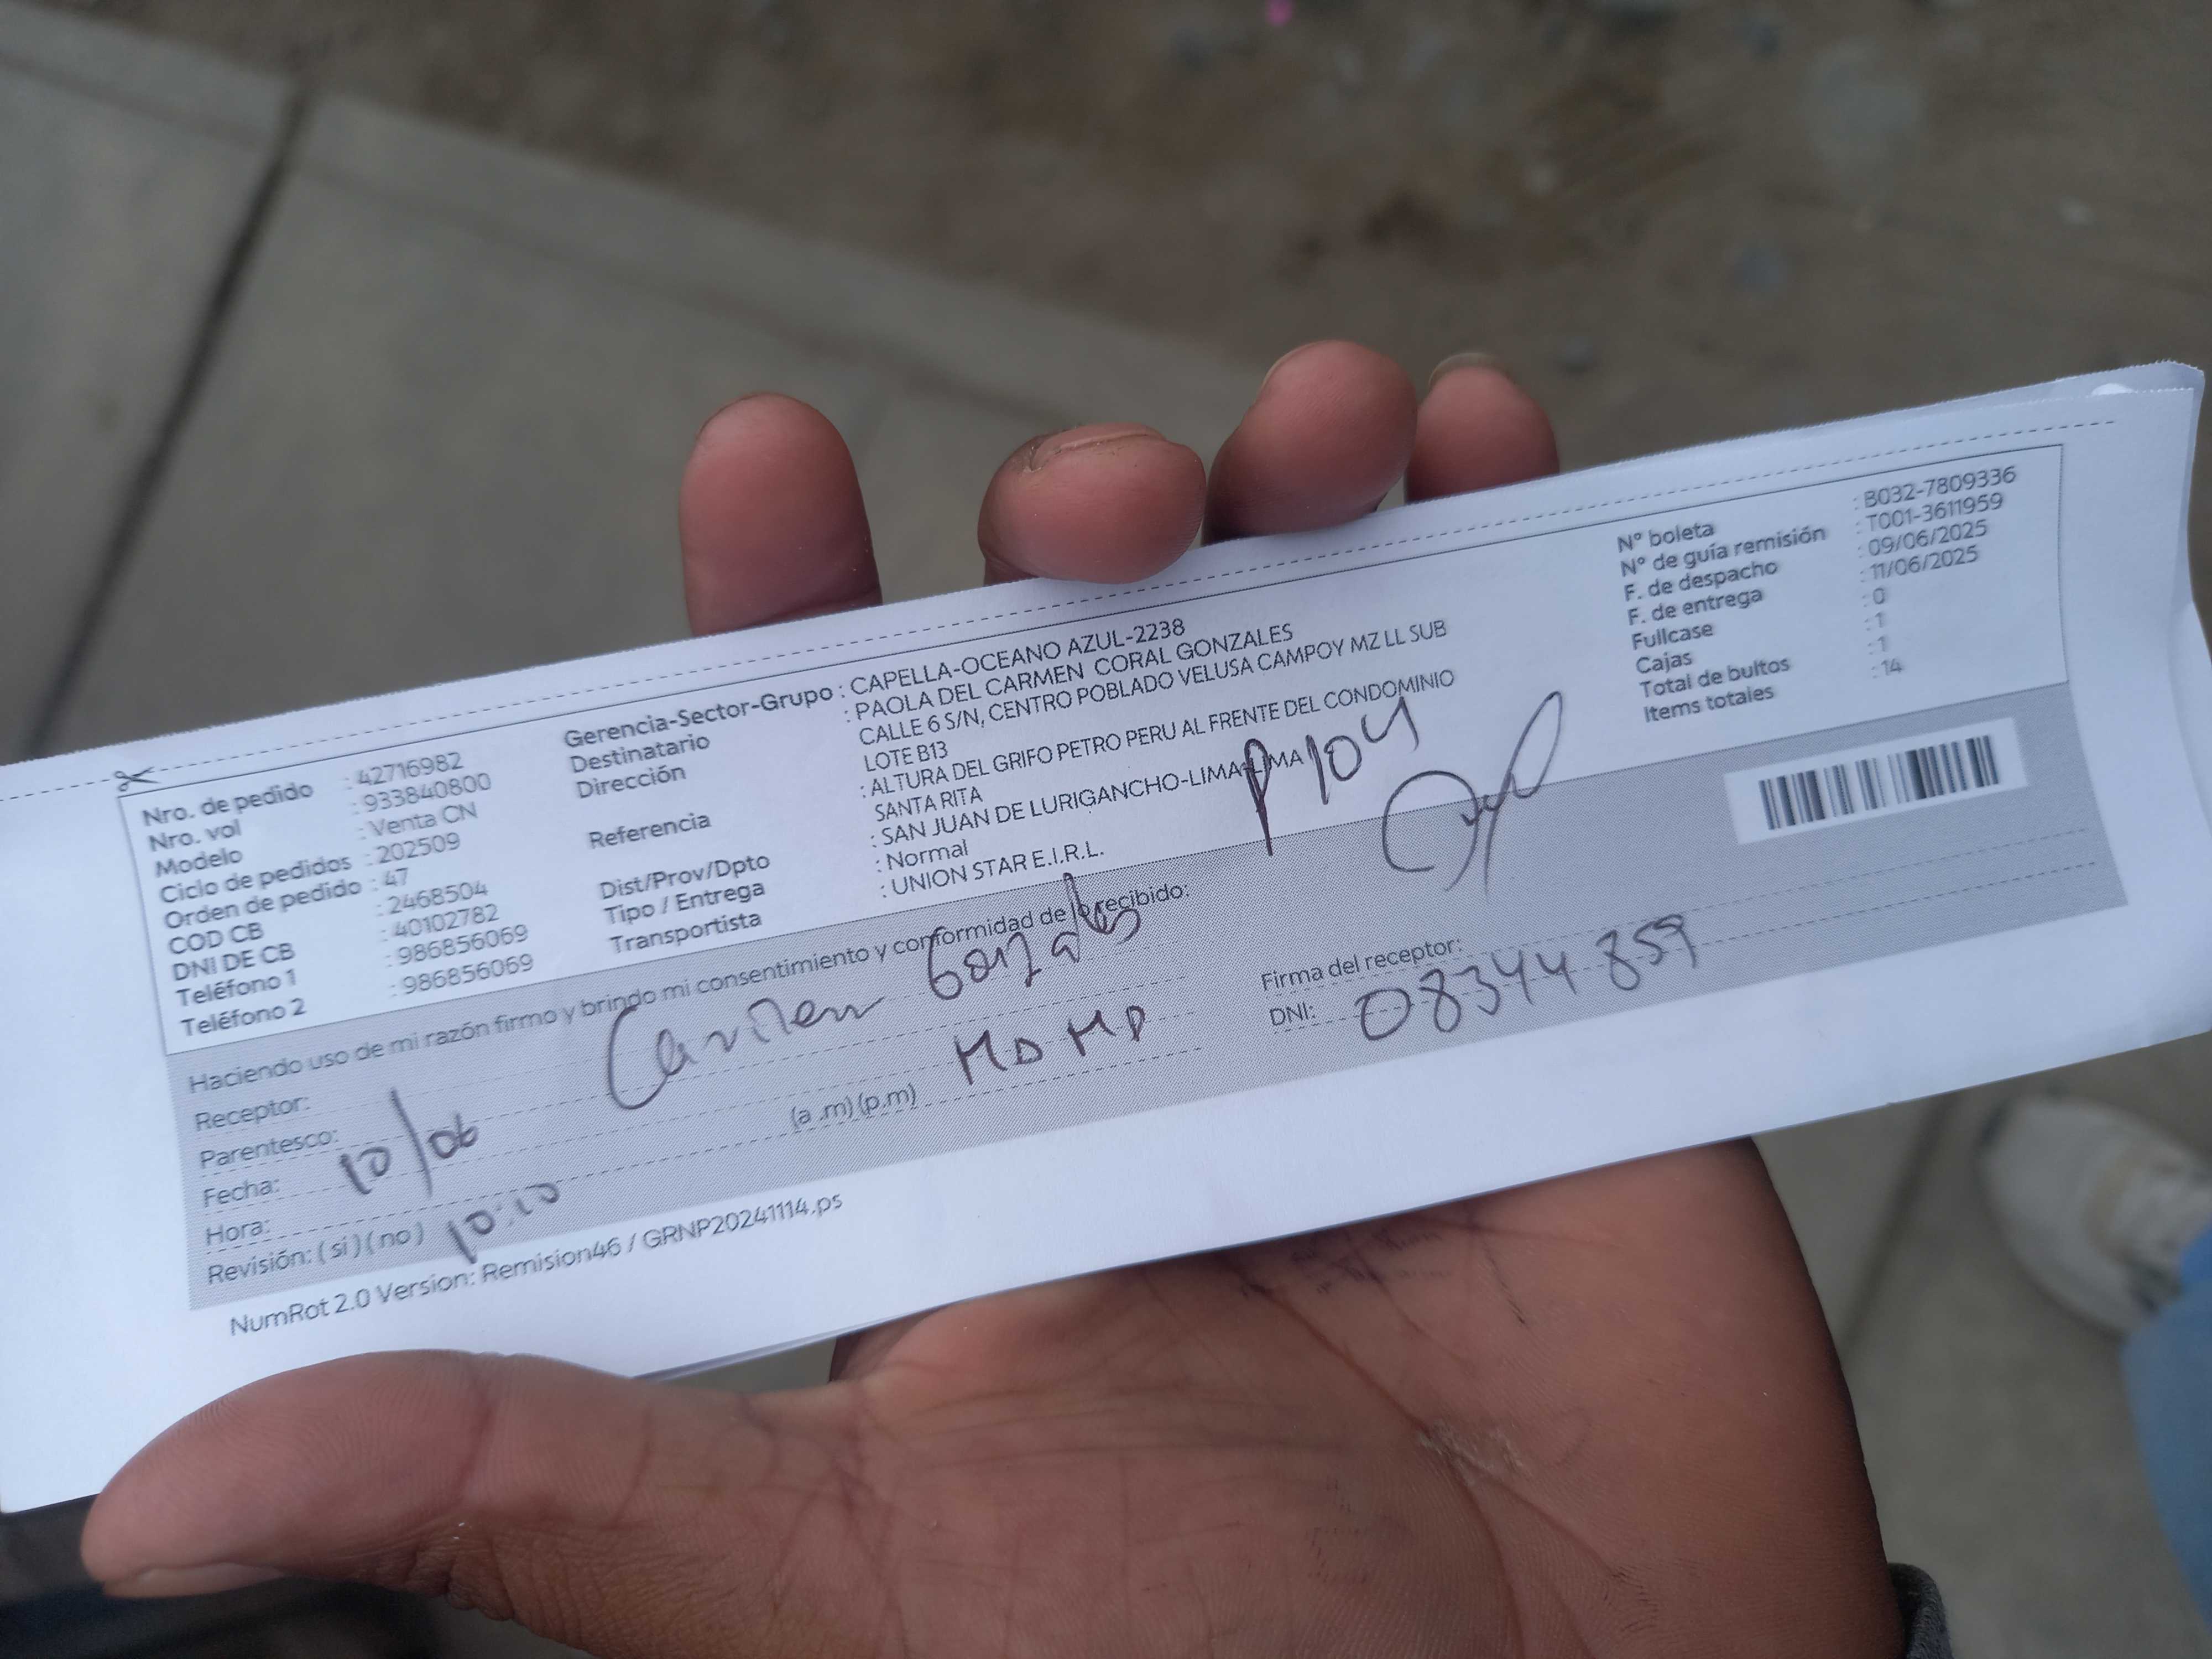 Nro. de pedido : 42716982
Nro. vol : 933840800
Modelo : Venta CN
Ciclo de pedidos : 202509
Orden de pedido : 47
COD CB : 2468504
DNI DE CB : 40102782
Teléfono 1 : 986856069
Teléfono 2 : 986856069
Gerencia-Sector-Grupo : CAPELLA-OCEANO AZUL-2238
Destinatario : PAOLA DEL CARMEN CORAL GONZALES
Dirección CALLE 6 S/N, CENTRO POBLADO VELUSA CAMPOY MZ LL SUB
LOTE B13
Referencia : ALTURA DEL GRIFO PETRO PERU AL FRENTE DEL CONDOMINIO
SANTA RITA
Dist/Prov/Dpto : SAN JUAN DE LURIGANCHO-LIMA-LIMA
Tipo / Entrega : Normal
Transportista : UNION STAR E.I.R.L.
N° boleta : B032-7809336
N° de guía remisión : T001-3611959
F. de despacho : 09/06/2025
F. de entrega : 11/06/2025
Fullcase : 0
Cajas : 1
Total de bultos : 1
Items totales : 14
P104
Haciendo uso de mi razón firmo y brindo mi consentimiento y conformidad de lo recibido:
Receptor: Carmen Gonzales
Parentesco: MD MD
Fecha: 10/06
Hora: 10:10 (a .m) (p.m)
Revisión: ( si ) ( no )
Firma del receptor:
DNI: 08344859
NumRot 2.0 Version: Remision46 / GRNP20241114.ps